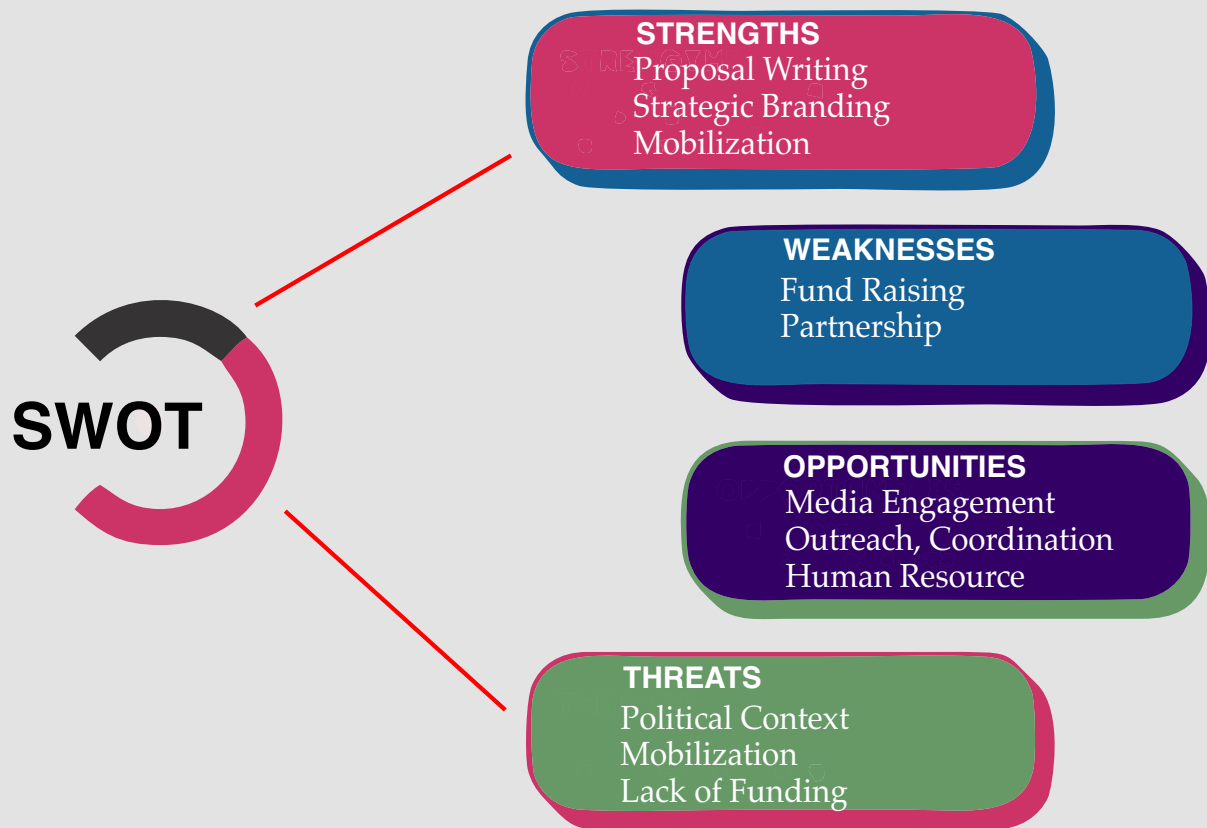 SWOT
STRENGTHS
Proposal Writing
Strategic Branding
Mobilization
WEAKNESSES
Fund Raising
Partnership
OPPORTUNITIES
Media Engagement
Outreach, Coordination
Human Resource
THREATS
Political Context
Mobilization
Lack of Funding